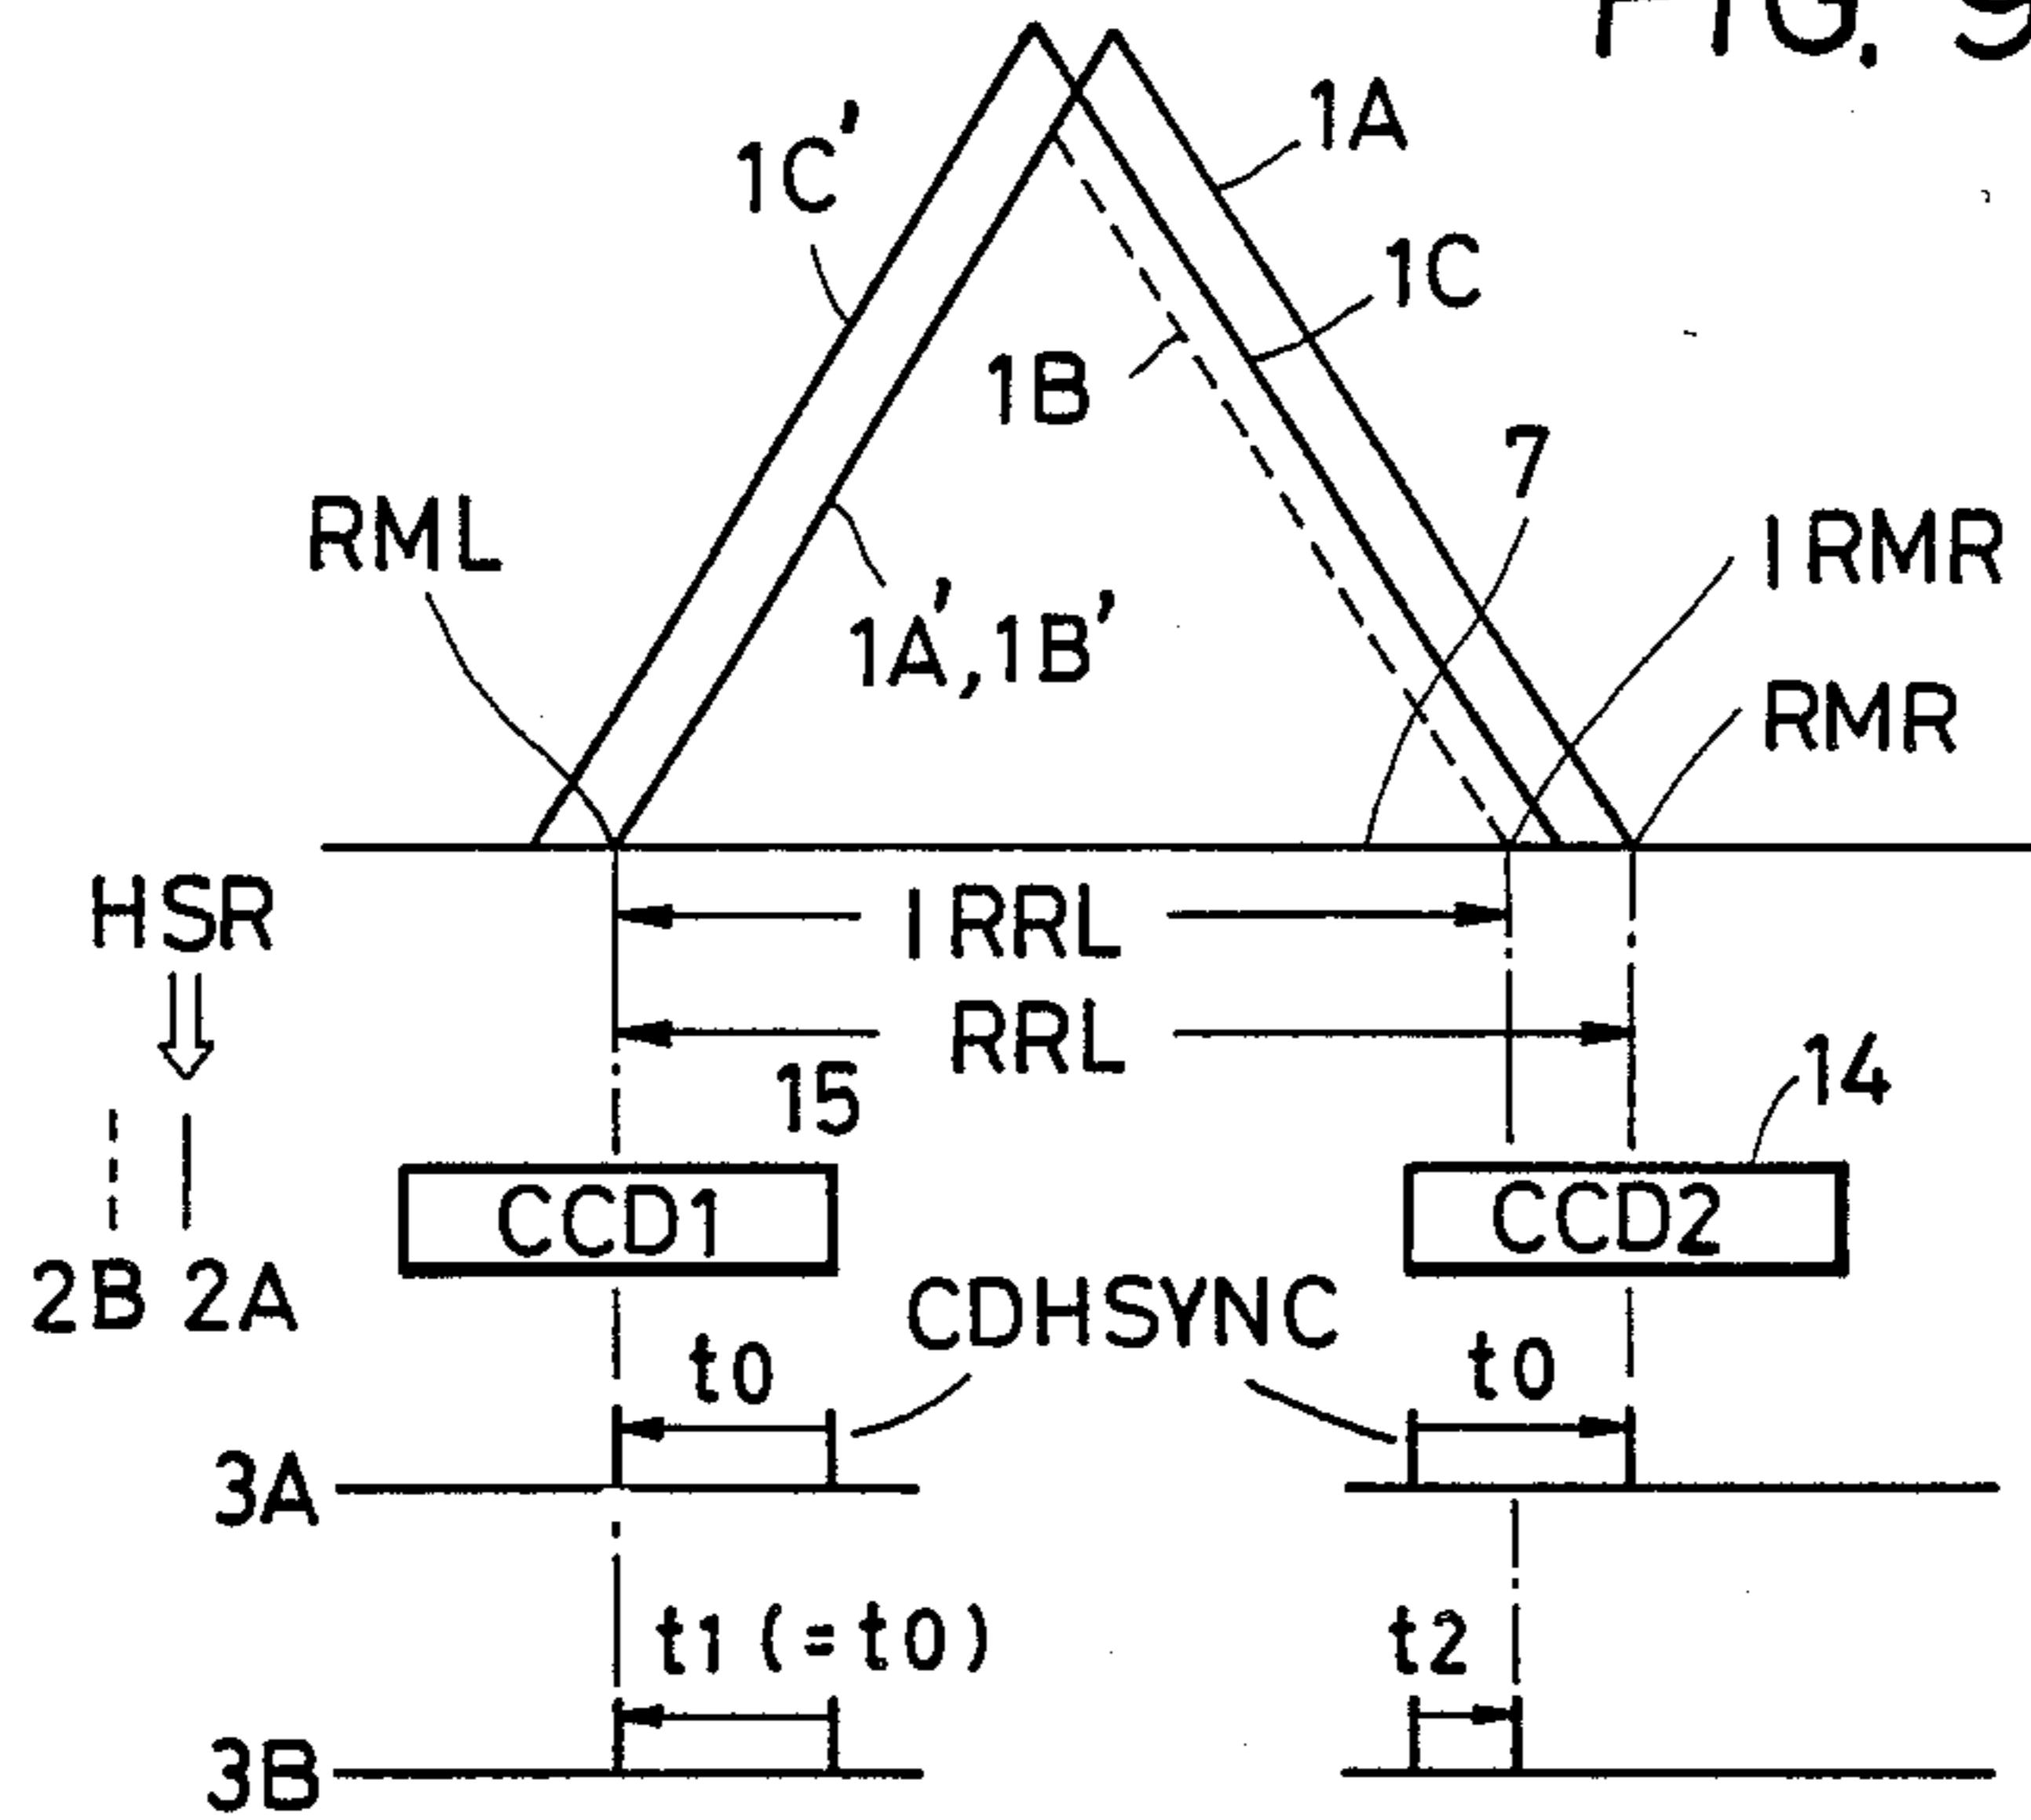 FIG. 9
1A
1C'
1C
1B
7
RML
IRMR
1A', 1B'
RMR
HSR
IRRL
RRL
15
14
CCD1
CCD2
2B 2A
CDHSYNC
t0
t0
3A
t1 (=t0)
t2
3B